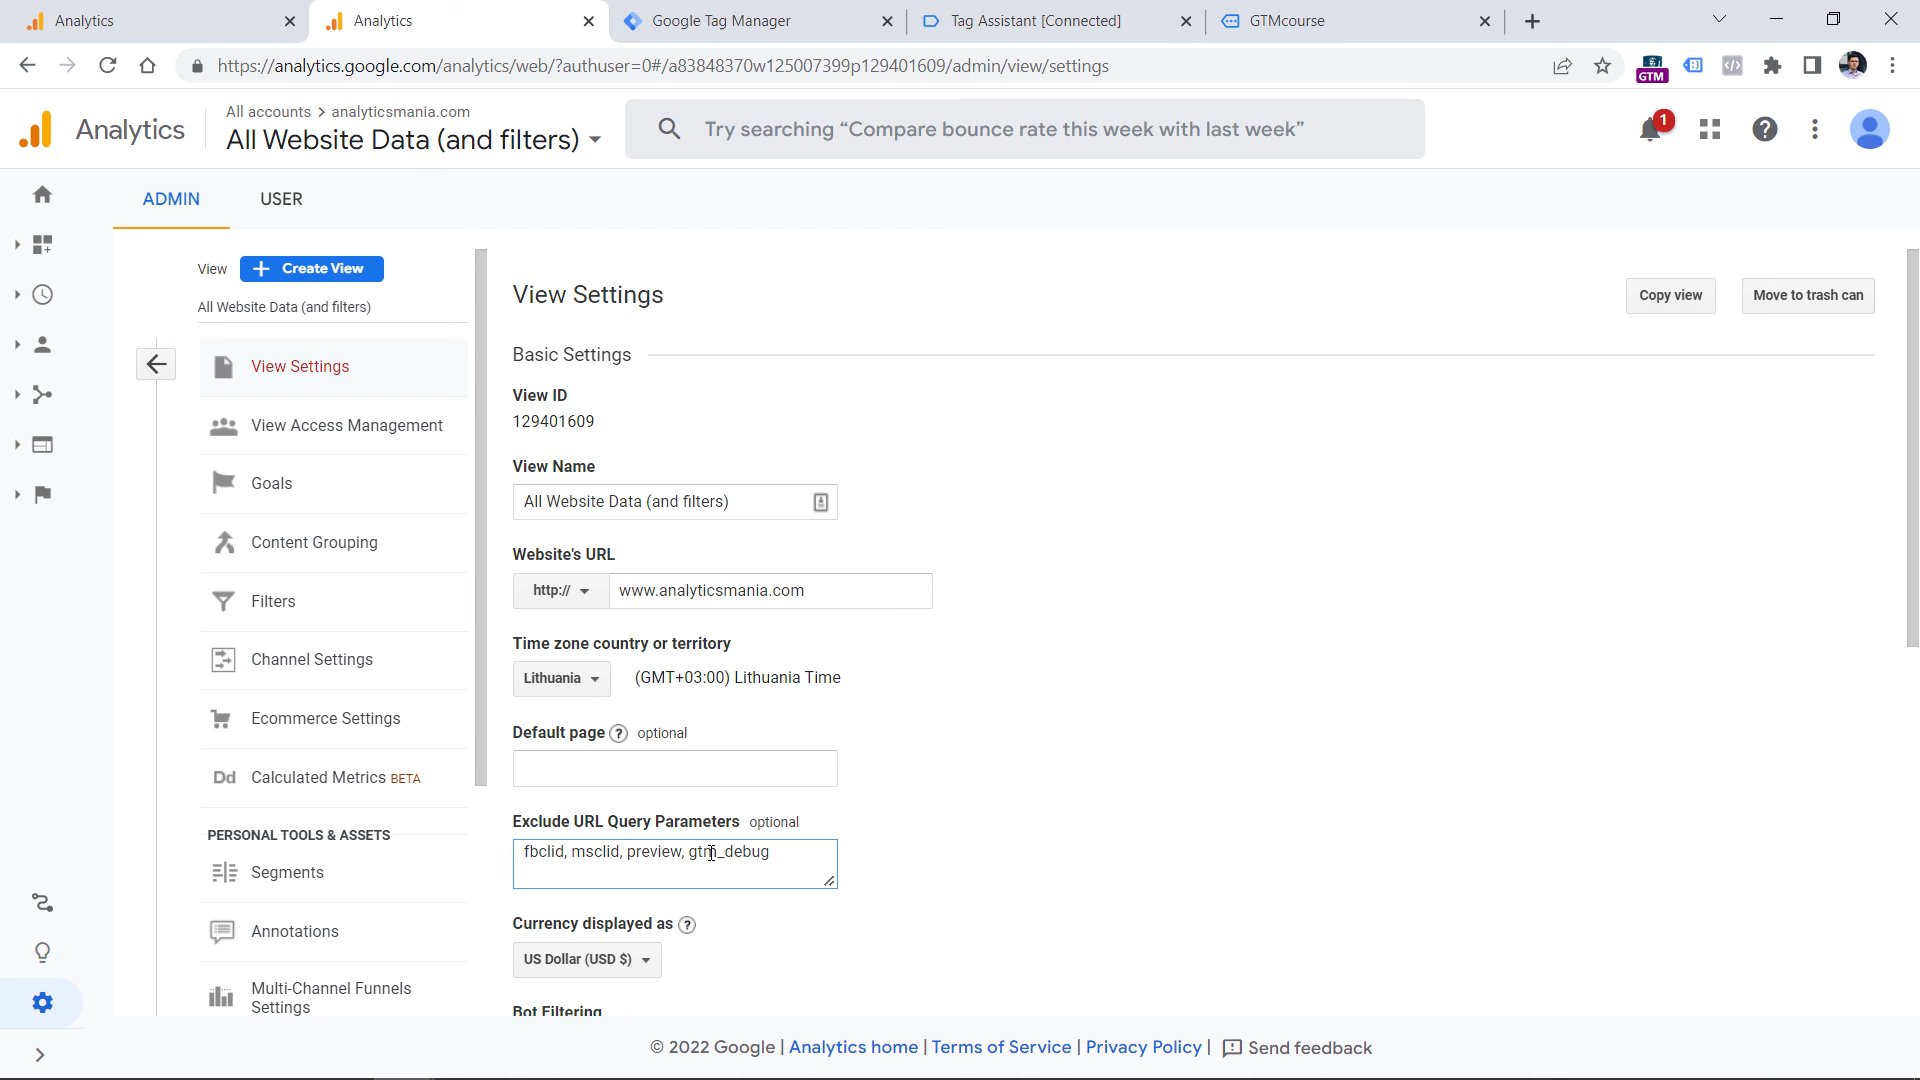 Analytics
Analytics
Google Tag Manager
Tag Assistant [Connected]
GTMcourse
https://analytics.google.com/analytics/web/?authuser=0#/a83848370w125007399p129401609/admin/view/settings
GTM
Analytics
All accounts > analyticsmania.com
All Website Data (and filters)
Try searching “Compare bounce rate this week with last week”
1
ADMIN
USER
View
+ Create View
All Website Data (and filters)
View Settings
View Access Management
Goals
Content Grouping
Filters
Channel Settings
Ecommerce Settings
Dd Calculated Metrics BETA
PERSONAL TOOLS & ASSETS
Segments
Annotations
Multi-Channel Funnels
Settings
View Settings
Copy view
Move to trash can
Basic Settings
View ID
129401609
View Name
All Website Data (and filters)
Website's URL
http://
www.analyticsmania.com
Time zone country or territory
Lithuania
(GMT+03:00) Lithuania Time
Default page ? optional
Exclude URL Query Parameters optional
fbclid, msclid, preview, gtm_debug
Currency displayed as ?
US Dollar (USD $)
Bot Filtering
© 2022 Google | Analytics home | Terms of Service | Privacy Policy | Send feedback